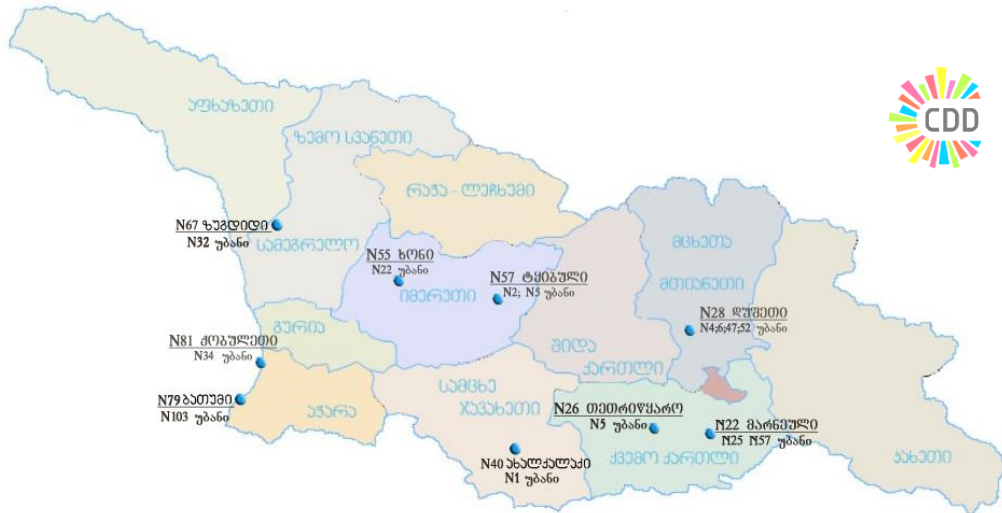 CDD
აფხაზეთი
ზემო სვანეთი
რაჭა - ლეჩხუმი
N67 ზუგდიდი
N32 უბანი
სამეგრელო
მცხეთა
მთიანეთი
N55 ხონი
N22 უბანი
იმერეთი
N57 ტყიბული
N2; N5 უბანი
N28 დუშეთი
N4;6;47;52 უბანი
გურია
N81 ქობულეთი
N34 უბანი
შიდა
ქართლი
N79 ბათუმი
N103 უბანი
აჭარა
სამცხე
ჯავახეთი
N26 თეთრიწყარო
N5 უბანი
N22 მარნეული
N25 N57 უბანი
ქვემო ქართლი
კახეთი
N40 ახალქალაქი
N1 უბანი